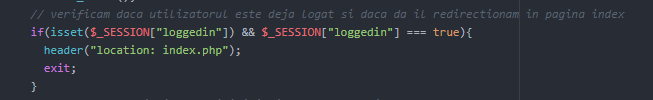 // verificam daca utilizatorul este deja logat si daca da il redirectionam in pagina index
if(isset($_SESSION["loggedin"]) && $_SESSION["loggedin"] === true){
header("location: index.php");
exit;
}